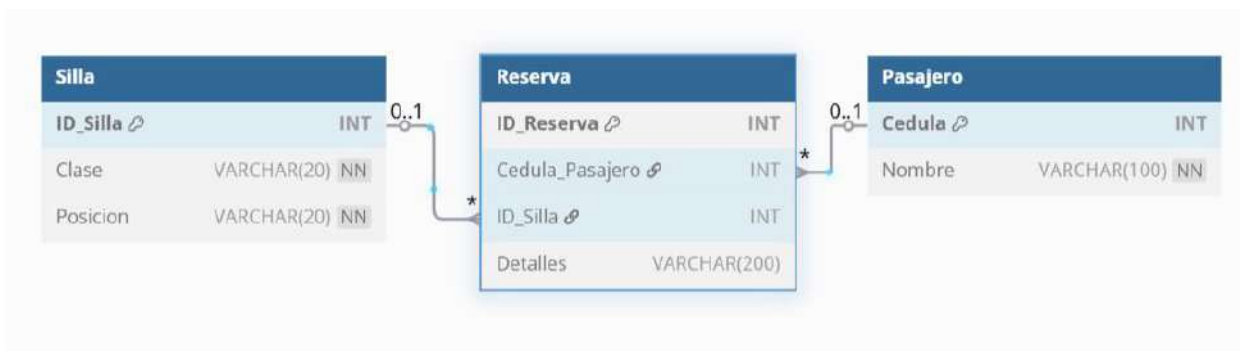 Silla
ID_Silla INT
Clase VARCHAR(20) NN
Posicion VARCHAR(20) NN
0..1
*
Reserva
ID_Reserva INT
Cedula_Pasajero INT
ID_Silla INT
Detalles VARCHAR(200)
*
0..1
Pasajero
Cedula INT
Nombre VARCHAR(100) NN